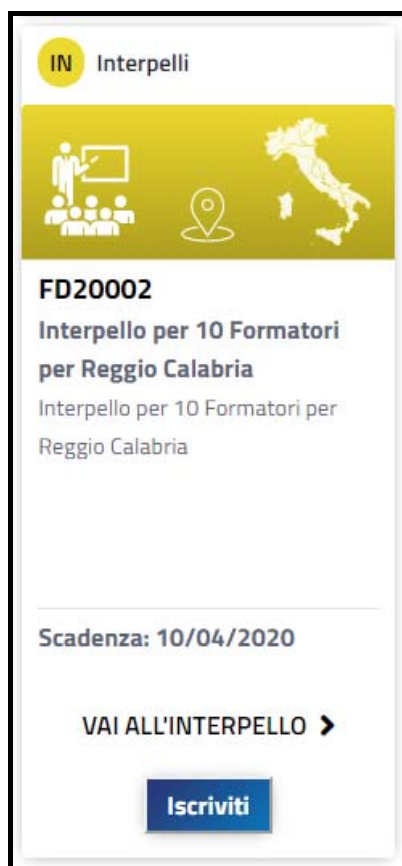 IN Interpelli
FD20002
Interpello per 10 Formatori
per Reggio Calabria
Interpello per 10 Formatori per
Reggio Calabria
Scadenza: 10/04/2020
VAI ALL'INTERPELLO
Iscriviti